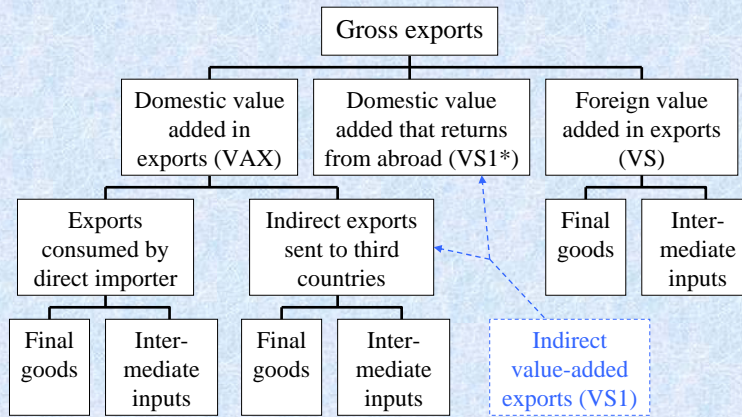 Gross exports
Domestic value
added in
exports (VAX)
Domestic value
added that returns
from abroad (VS1*)
Foreign value
added in exports
(VS)
Exports
consumed by
direct importer
Indirect exports
sent to third
countries
Final
goods
Inter-
mediate
inputs
Final
goods
Inter-
mediate
inputs
Final
goods
Inter-
mediate
inputs
Indirect
value-added
exports (VS1)